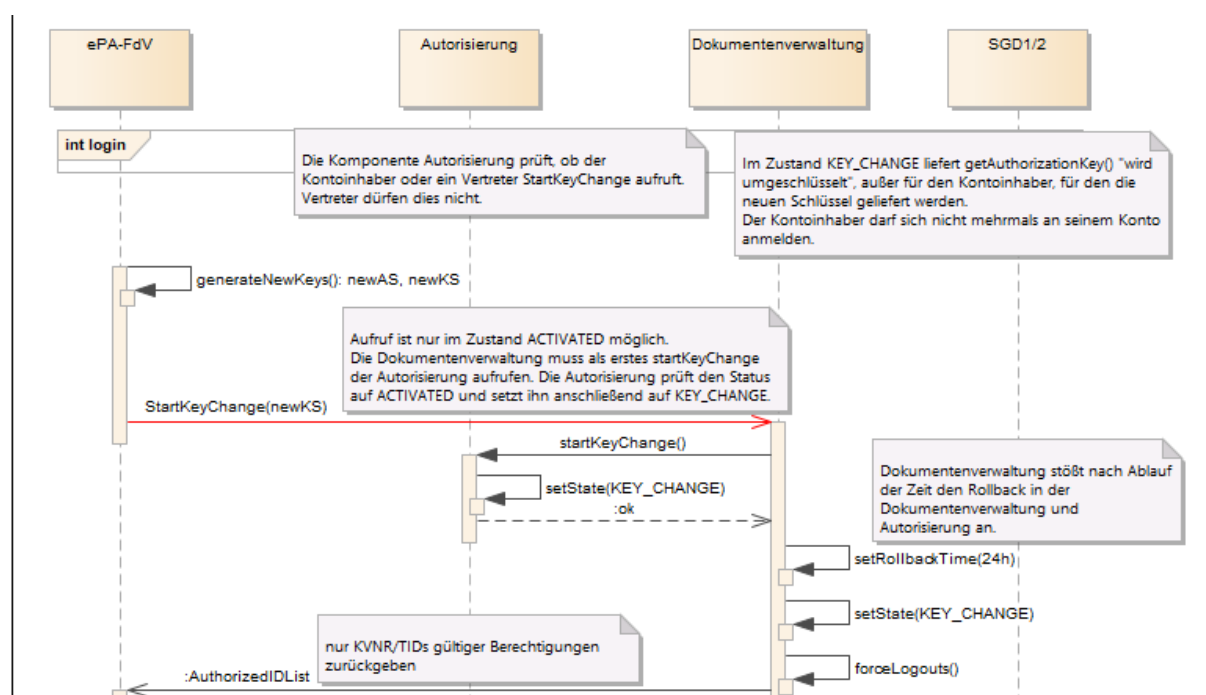 ePA-FdV
Autorisierung
Dokumentenverwaltung
SGD1/2
int login
Die Komponente Autorisierung prüft, ob der
Kontoinhaber oder ein Vertreter StartKeyChange aufruft.
Vertreter dürfen dies nicht.
Im Zustand KEY_CHANGE liefert getAuthorizationKey() "wird
umgeschlüsselt", außer für den Kontoinhaber, für den die
neuen Schlüssel geliefert werden.
Der Kontoinhaber darf sich nicht mehrmals an seinem Konto
anmelden.
generateNewKeys(): newAS, newKS
Aufruf ist nur im Zustand ACTIVATED möglich.
Die Dokumentenverwaltung muss als erstes startKeyChange
der Autorisierung aufrufen. Die Autorisierung prüft den Status
auf ACTIVATED und setzt ihn anschließend auf KEY_CHANGE.
StartKeyChange(newKS)
startKeyChange()
setState(KEY_CHANGE)
:ok
Dokumentenverwaltung stößt nach Ablauf
der Zeit den Rollback in der
Dokumentenverwaltung und
Autorisierung an.
setRollbackTime(24h)
setState(KEY_CHANGE)
nur KVNR/TIDs gültiger Berechtigungen
zurückgeben
forceLogouts()
:AuthorizedIDList